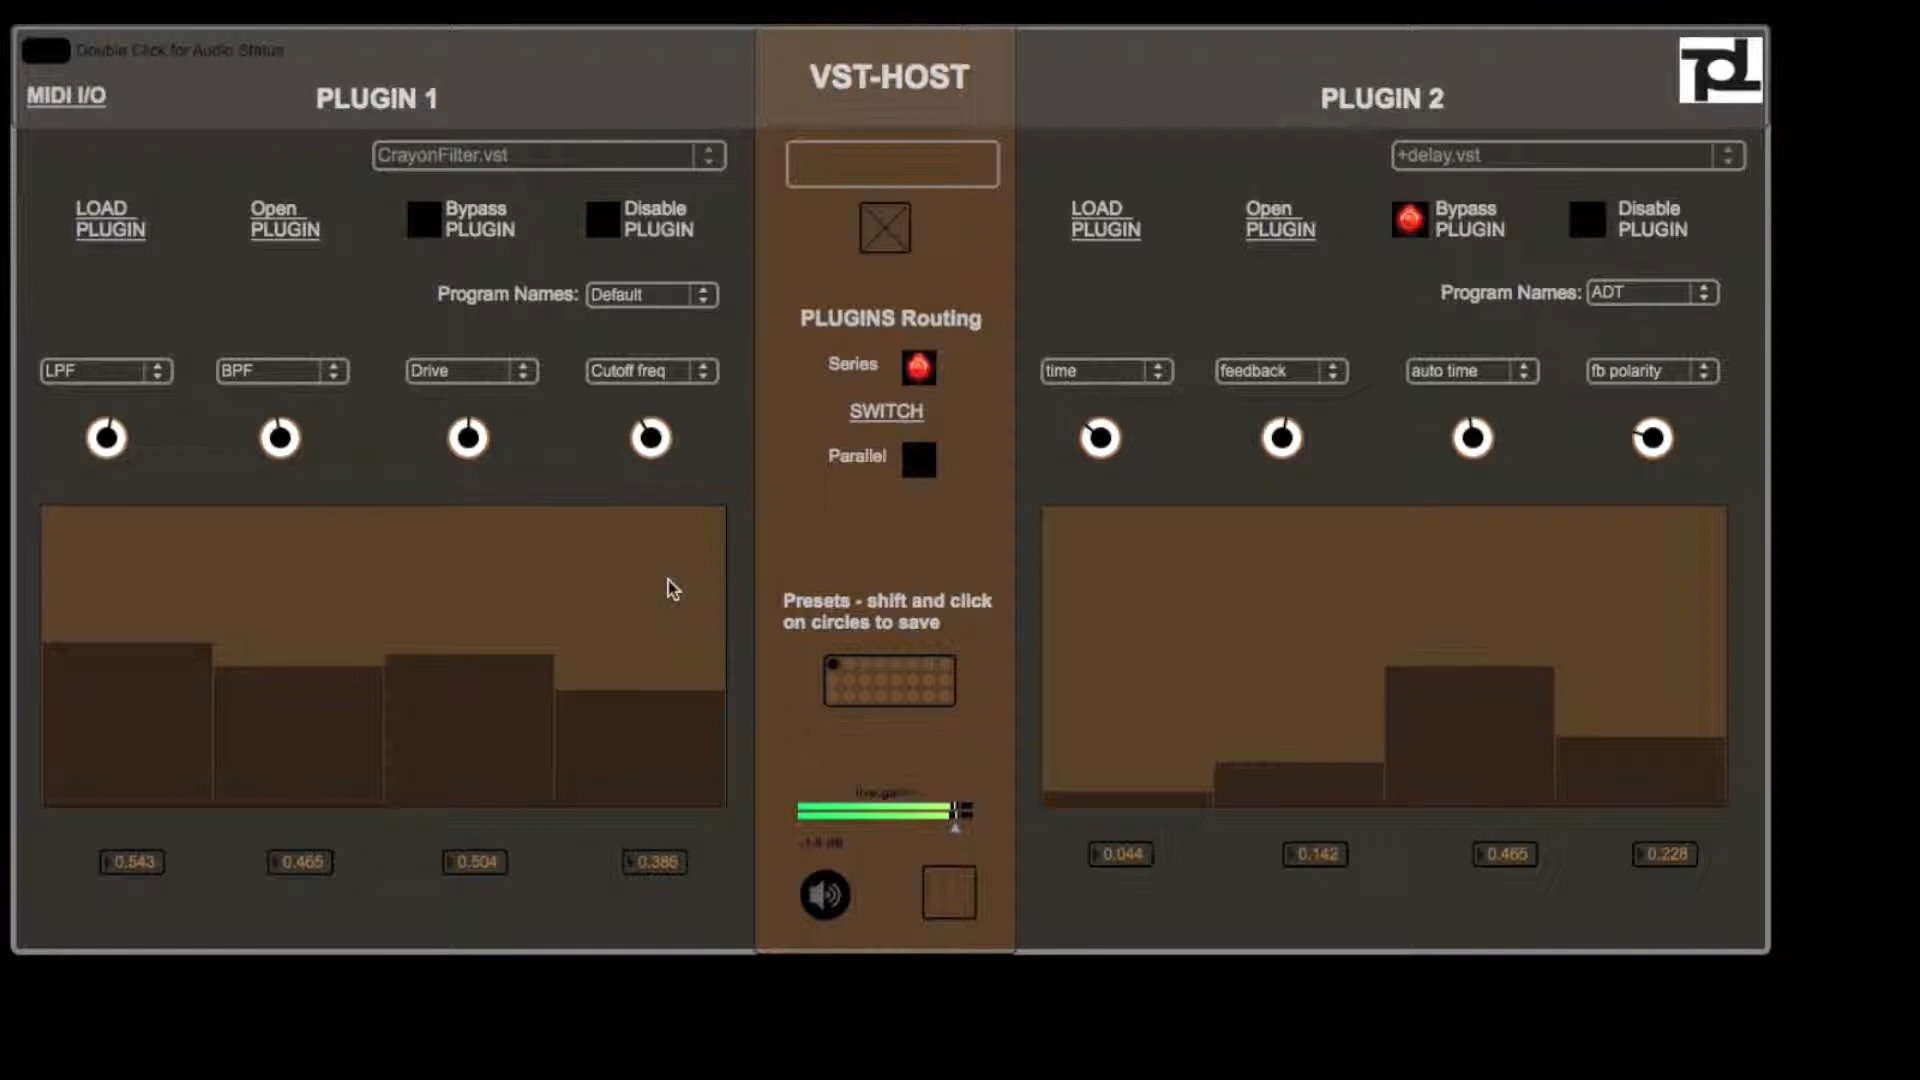 Double Click for Audio Status
MIDI I/O
PLUGIN 1
VST-HOST
PLUGIN 2
CrayonFilter.vst
+delay.vst
LOAD
PLUGIN
Open
PLUGIN
Bypass
PLUGIN
Disable
PLUGIN
LOAD
PLUGIN
Open
PLUGIN
Bypass
PLUGIN
Disable
PLUGIN
Program Names: Default
Program Names: ADT
PLUGINS Routing
Series
SWITCH
Parallel
LPF
BPF
Drive
Cutoff freq
time
feedback
auto time
fb polarity
Presets - shift and click
on circles to save
0.543
0.465
0.504
0.385
0.044
0.142
0.465
0.228